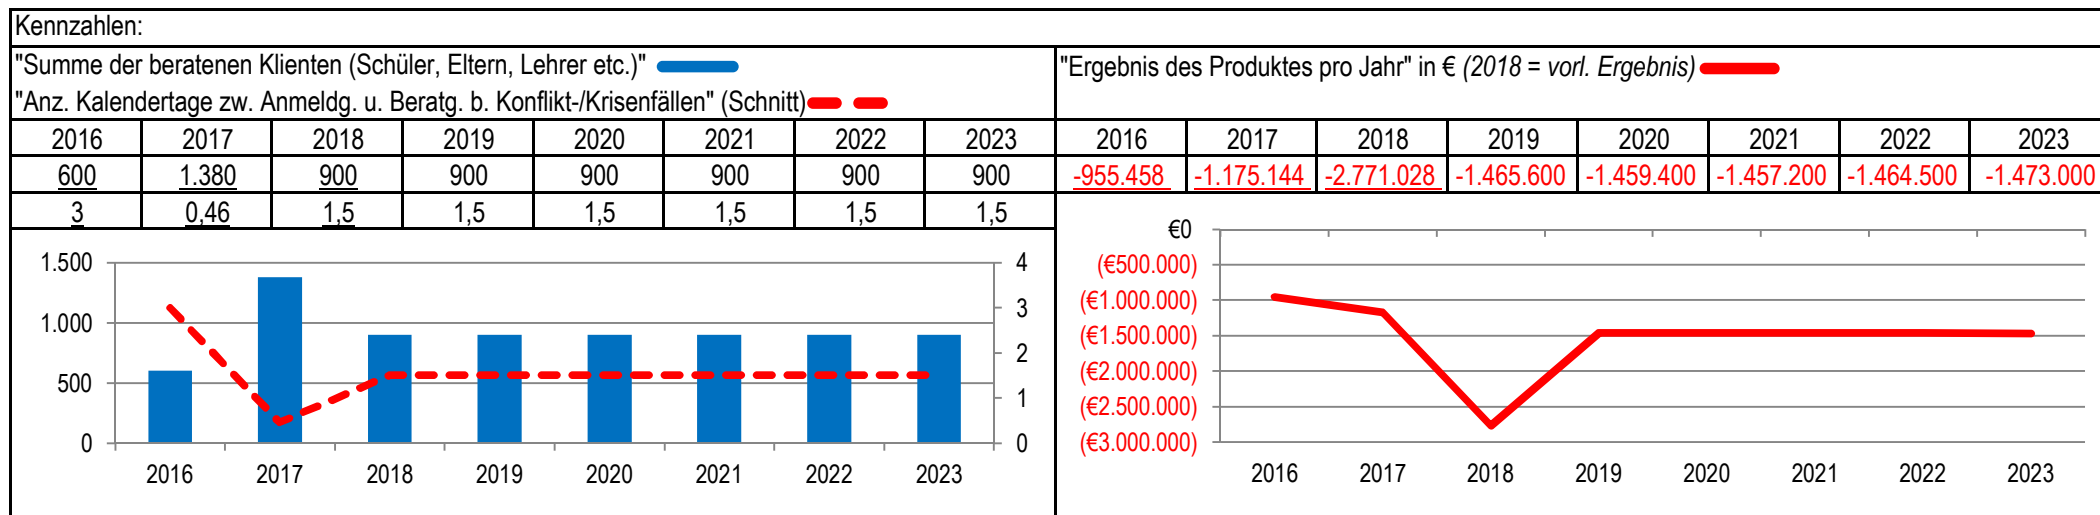 Kennzahlen:
"Summe der beratenen Klienten (Schüler, Eltern, Lehrer etc.)"
"Anz. Kalendertage zw. Anmeldg. u. Beratg. b. Konflikt-/Krisenfällen" (Schnitt)
2016 2017 2018 2019 2020 2021 2022 2023
600 1.380 900 900 900 900 900 900
3 0,46 1,5 1,5 1,5 1,5 1,5 1,5
1.500 4
3
1.000
2
500
1
0 0
2016 2017 2018 2019 2020 2021 2022 2023
"Ergebnis des Produktes pro Jahr" in € (2018 = vorl. Ergebnis)
2016 2017 2018 2019 2020 2021 2022 2023
-955.458 -1.175.144 -2.771.028 -1.465.600 -1.459.400 -1.457.200 -1.464.500 -1.473.000
€0
(€500.000)
(€1.000.000)
(€1.500.000)
(€2.000.000)
(€2.500.000)
(€3.000.000)
2016 2017 2018 2019 2020 2021 2022 2023